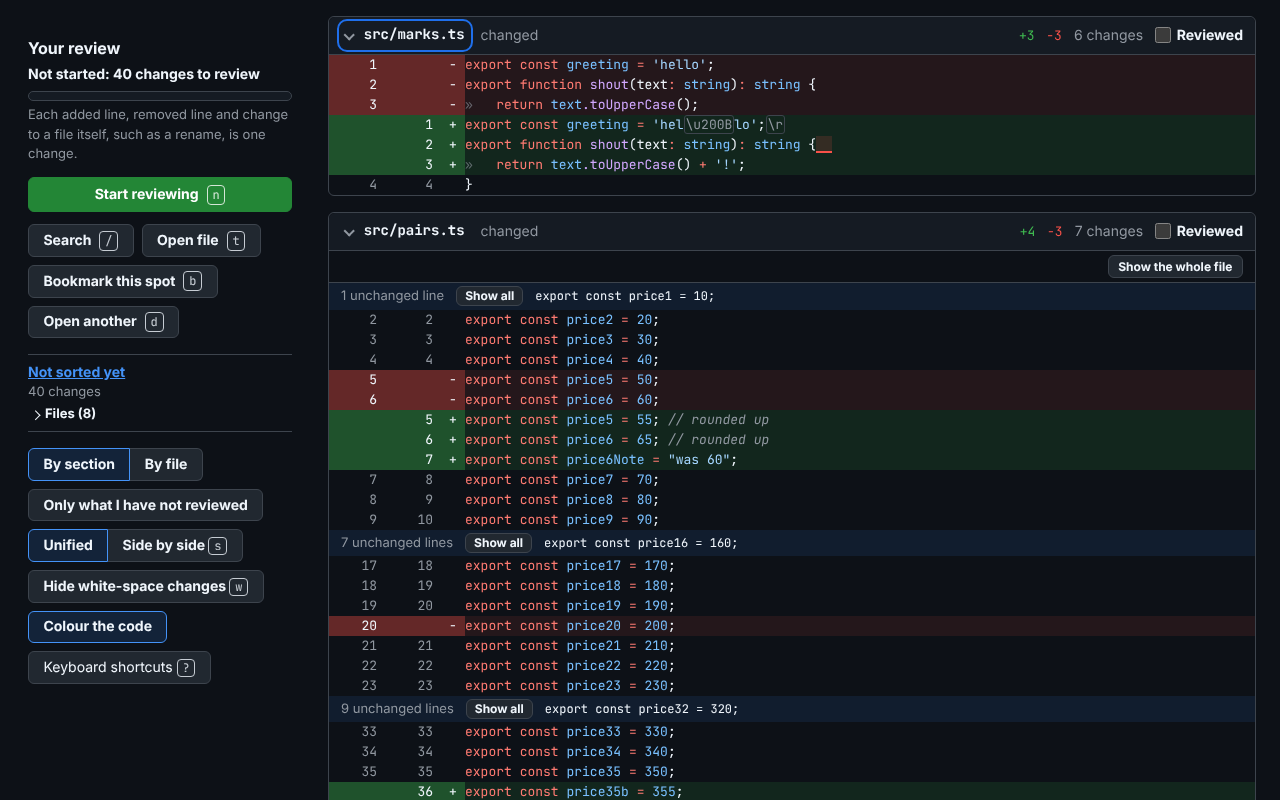 Your review
Not started: 40 changes to review
Each added line, removed line and change
to a file itself, such as a rename, is one
change.
Start reviewing n
Search / Open file t
Bookmark this spot b
Open another d
Not sorted yet
40 changes
Files (8)
By section By file
Only what I have not reviewed
Unified Side by side s
Hide white-space changes w
Colour the code
Keyboard shortcuts ?
src/marks.ts changed +3 -3 6 changes Reviewed
1 - export const greeting = 'hello';
2 - export function shout(text: string): string {
3 - » return text.toUpperCase();
1 + export const greeting = 'hel\u200Blo';\r
2 + export function shout(text: string): string {
3 + » return text.toUpperCase() + '!';
4 4 }
src/pairs.ts changed +4 -3 7 changes Reviewed
Show the whole file
1 unchanged line Show all export const price1 = 10;
2 2 export const price2 = 20;
3 3 export const price3 = 30;
4 4 export const price4 = 40;
5 - export const price5 = 50;
6 - export const price6 = 60;
5 + export const price5 = 55; // rounded up
6 + export const price6 = 65; // rounded up
7 + export const price6Note = "was 60";
7 8 export const price7 = 70;
8 9 export const price8 = 80;
9 10 export const price9 = 90;
7 unchanged lines Show all export const price16 = 160;
17 18 export const price17 = 170;
18 19 export const price18 = 180;
19 20 export const price19 = 190;
20 - export const price20 = 200;
21 21 export const price21 = 210;
22 22 export const price22 = 220;
23 23 export const price23 = 230;
9 unchanged lines Show all export const price32 = 320;
33 33 export const price33 = 330;
34 34 export const price34 = 340;
35 35 export const price35 = 350;
36 + export const price35b = 355;